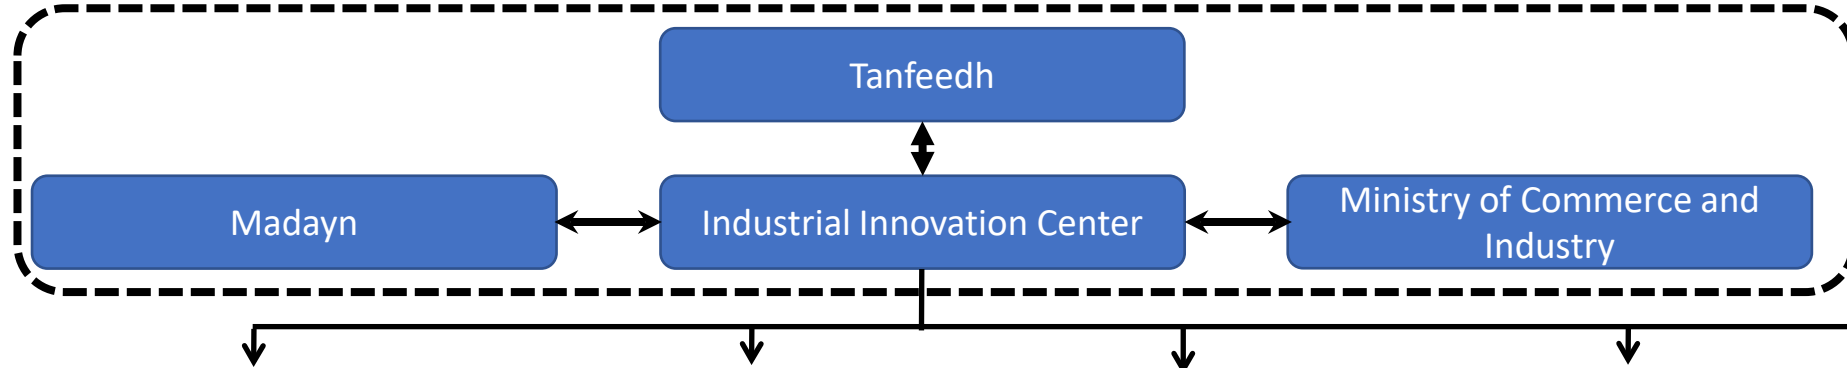 Tanfeedh
Madayn
Industrial Innovation Center
Ministry of Commerce and
Industry